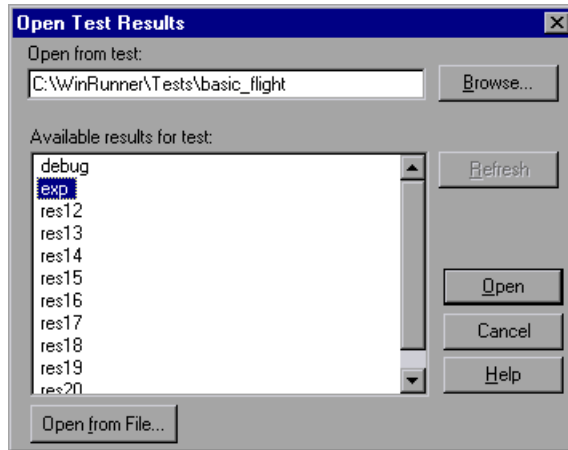 Open Test Results
Open from test:
C:\WinRunner\Tests\basic_flight
Browse...
Available results for test:
debug
exp
res12
res13
res14
res15
res16
res17
res18
res19
res20
Refresh
Open
Cancel
Help
Open from File...